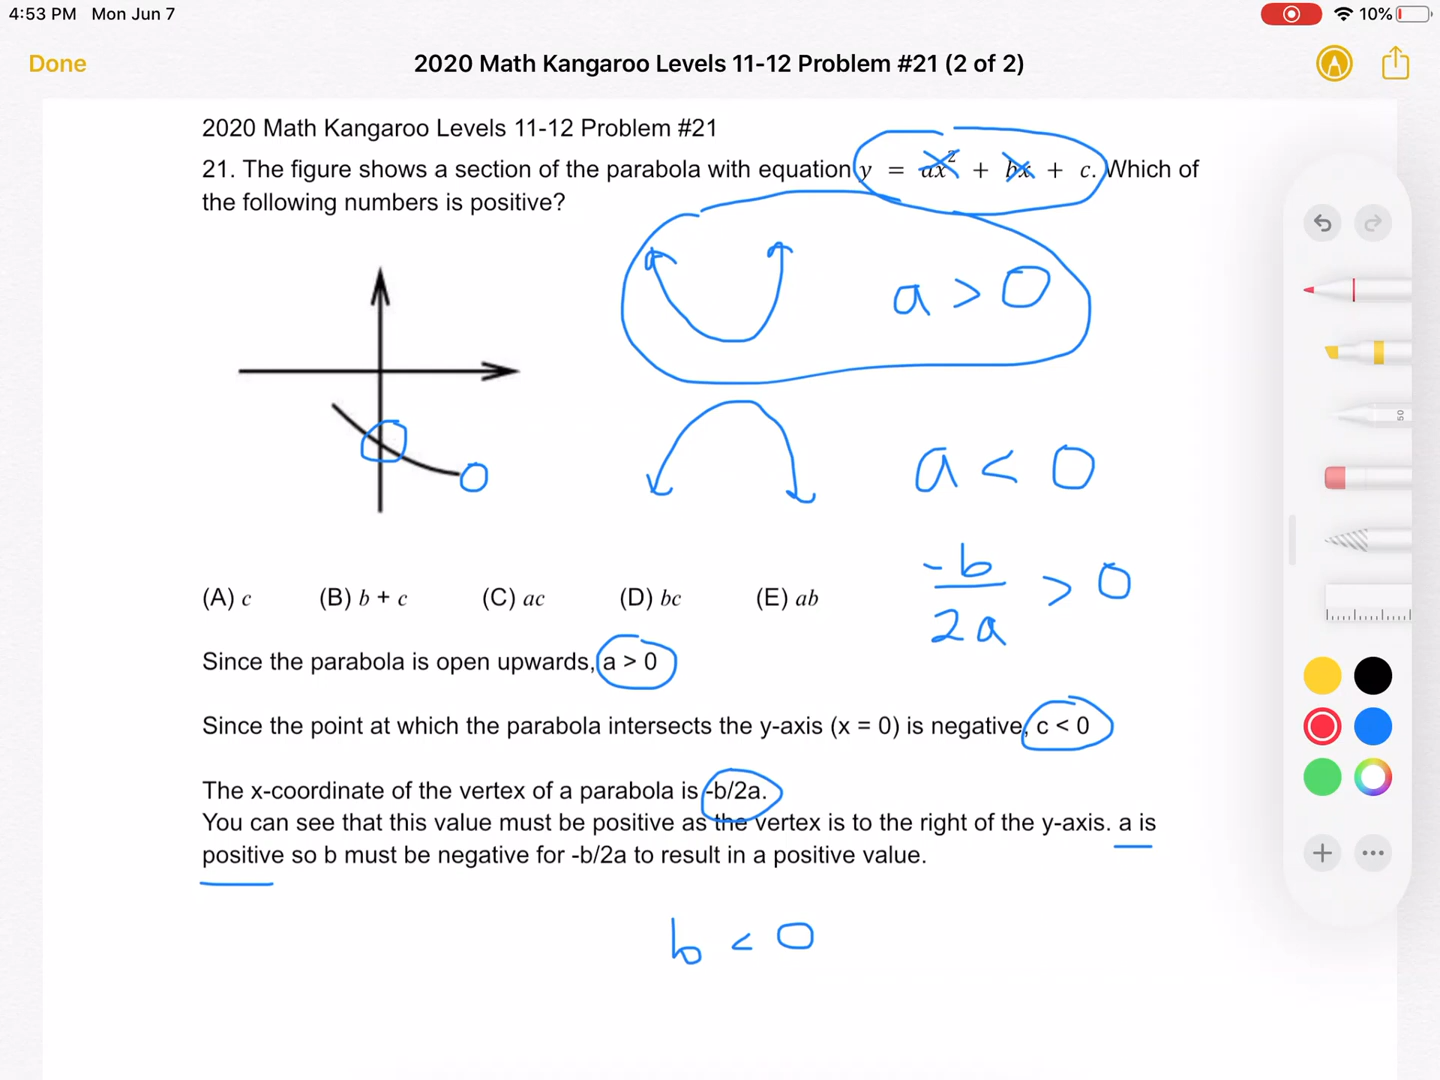 4:53 PM Mon Jun 7
10%
Done
2020 Math Kangaroo Levels 11-12 Problem #21 (2 of 2)
2020 Math Kangaroo Levels 11-12 Problem #21
21. The figure shows a section of the parabola with equation y = ax² + bx + c. Which of
the following numbers is positive?
a > 0
a < 0
-b/2a > 0
(A) c (B) b + c (C) ac (D) bc (E) ab
Since the parabola is open upwards, a > 0
Since the point at which the parabola intersects the y-axis (x = 0) is negative, c < 0
The x-coordinate of the vertex of a parabola is -b/2a.
You can see that this value must be positive as the vertex is to the right of the y-axis. a is
positive so b must be negative for -b/2a to result in a positive value.
b < 0
50